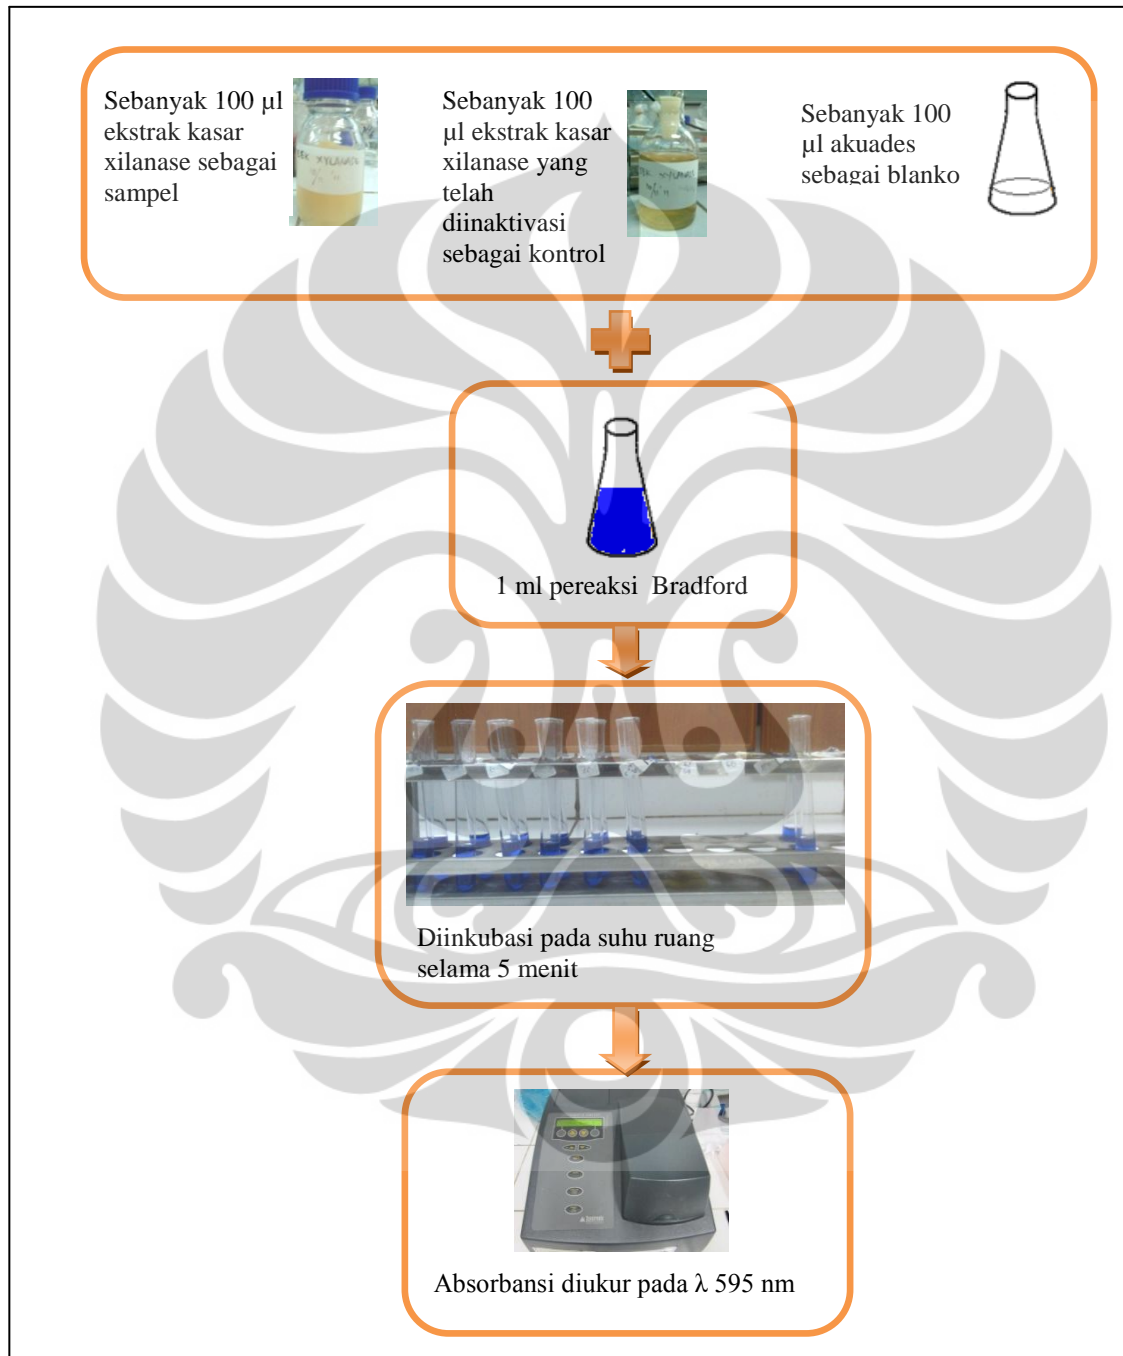 Sebanyak 100 µl
ekstrak kasar
xilanase sebagai
sampel
Sebanyak 100
µl ekstrak kasar
xilanase yang
telah
diinaktivasi
sebagai kontrol
Sebanyak 100
µl akuades
sebagai blanko
1 ml pereaksi Bradford
Diinkubasi pada suhu ruang
selama 5 menit
Absorbansi diukur pada λ 595 nm